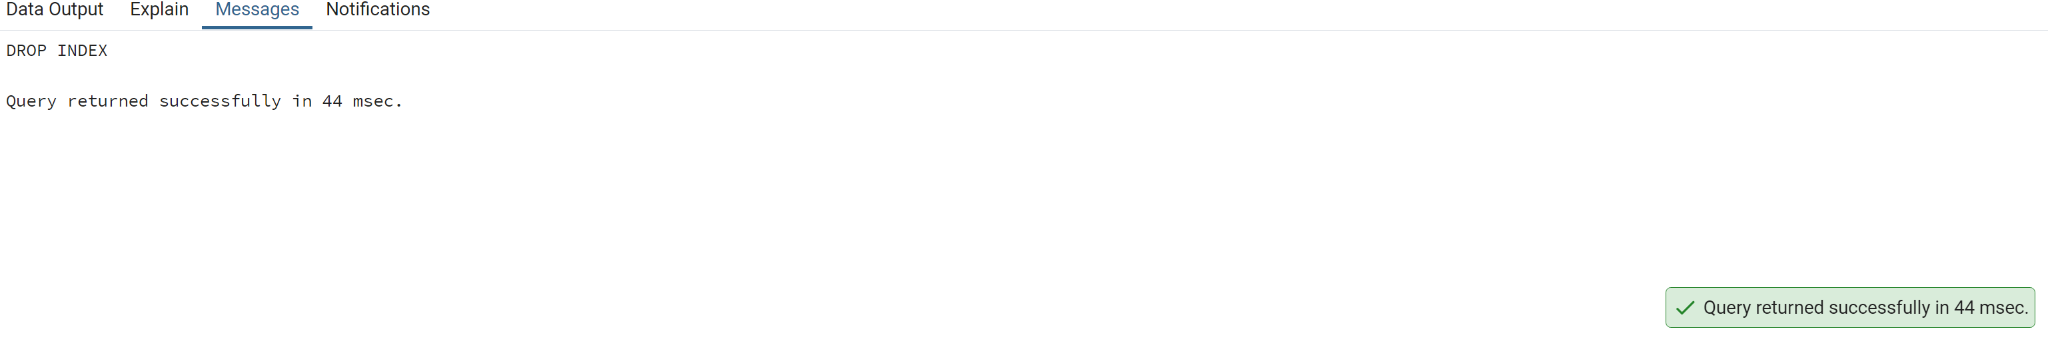 Data Output Explain Messages Notifications
DROP INDEX
Query returned successfully in 44 msec.
Query returned successfully in 44 msec.